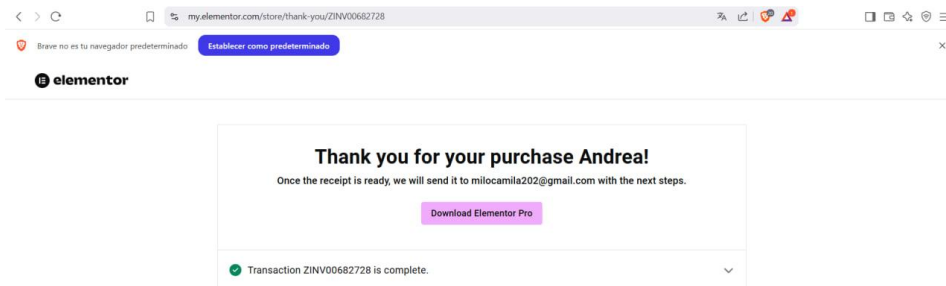 my.elementor.com/store/thank-you/ZINV00682728
Brave no es tu navegador predeterminado Establecer como predeterminado
elementor
Thank you for your purchase Andrea!
Once the receipt is ready, we will send it to milocamila202@gmail.com with the next steps.
Download Elementor Pro
Transaction ZINV00682728 is complete.